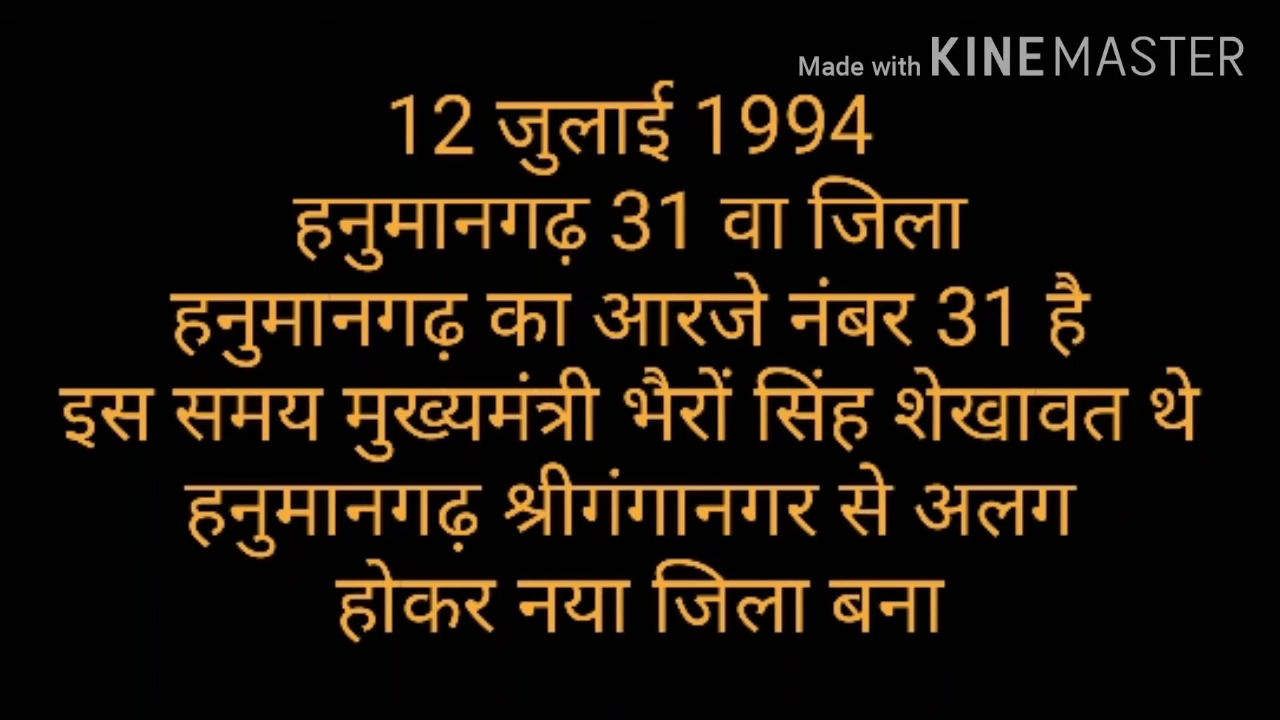 Made with KINEMASTER
12 जुलाई 1994
हनुमानगढ़ 31 वा जिला
हनुमानगढ़ का आरजे नंबर 31 है
इस समय मुख्यमंत्री भैरों सिंह शेखावत थे
हनुमानगढ़ श्रीगंगानगर से अलग
होकर नया जिला बना